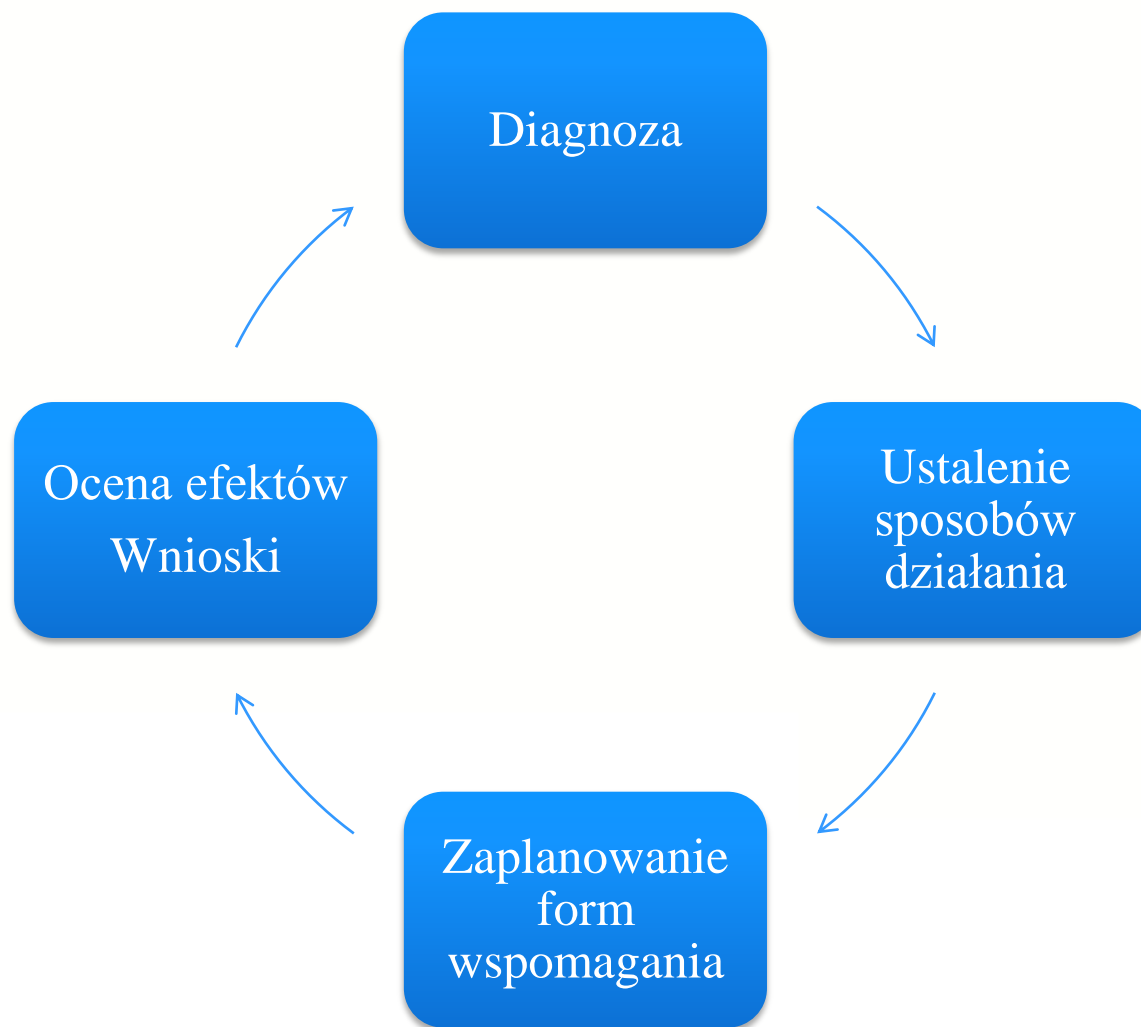 Diagnoza
Ustalenie
sposobów
działania
Zaplanowanie
form
wspomagania
Ocena efektów
Wnioski